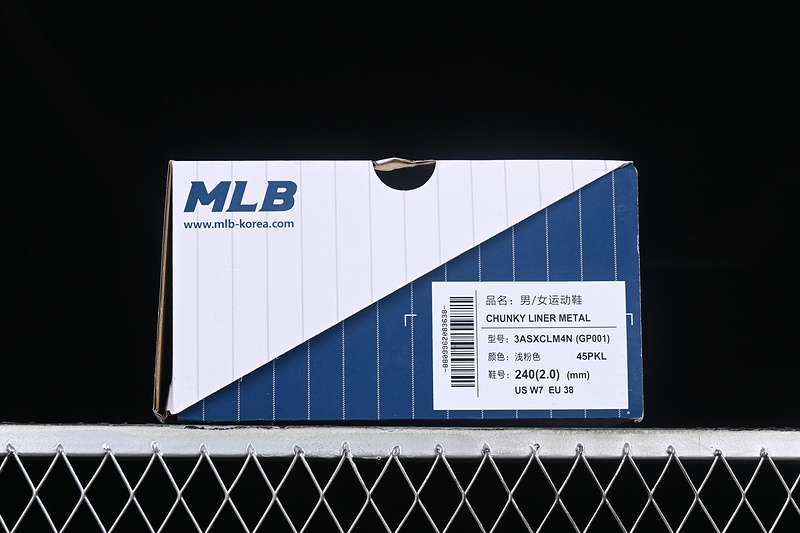 MLB
www.mlb-korea.com
品名: 男/女运动鞋
CHUNKY LINER METAL
型号: 3ASXCLM4N (GP001)
颜色: 浅粉色 45PKL
鞋号: 240(2.0) (mm)
US W7 EU 38
-8809962083638-